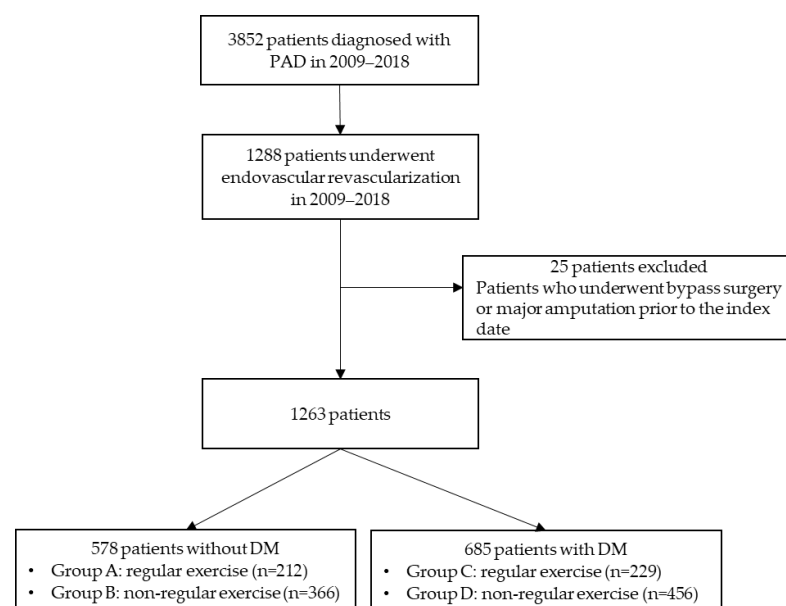 3852 patients diagnosed with
PAD in 2009–2018
1288 patients underwent
endovascular revascularization
in 2009–2018
25 patients excluded
Patients who underwent bypass surgery
or major amputation prior to the index
date
1263 patients
578 patients without DM
• Group A: regular exercise (n=212)
• Group B: non-regular exercise (n=366)
685 patients with DM
• Group C: regular exercise (n=229)
• Group D: non-regular exercise (n=456)